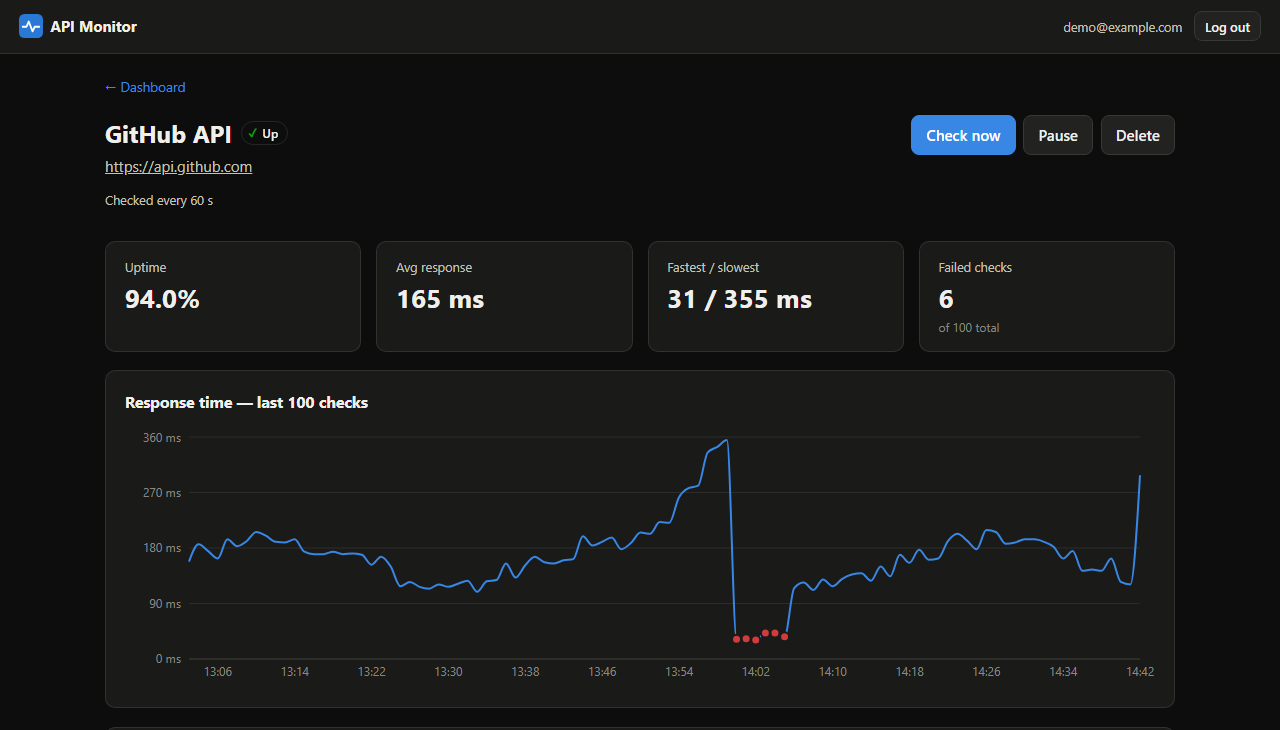 API Monitor
demo@example.com
Log out
← Dashboard
GitHub API
✓ Up
Check now
Pause
Delete
https://api.github.com
Checked every 60 s
Uptime
94.0%
Avg response
165 ms
Fastest / slowest
31 / 355 ms
Failed checks
6
of 100 total
Response time — last 100 checks
360 ms
270 ms
180 ms
90 ms
0 ms
13:06 13:14 13:22 13:30 13:38 13:46 13:54 14:02 14:10 14:18 14:26 14:34 14:42